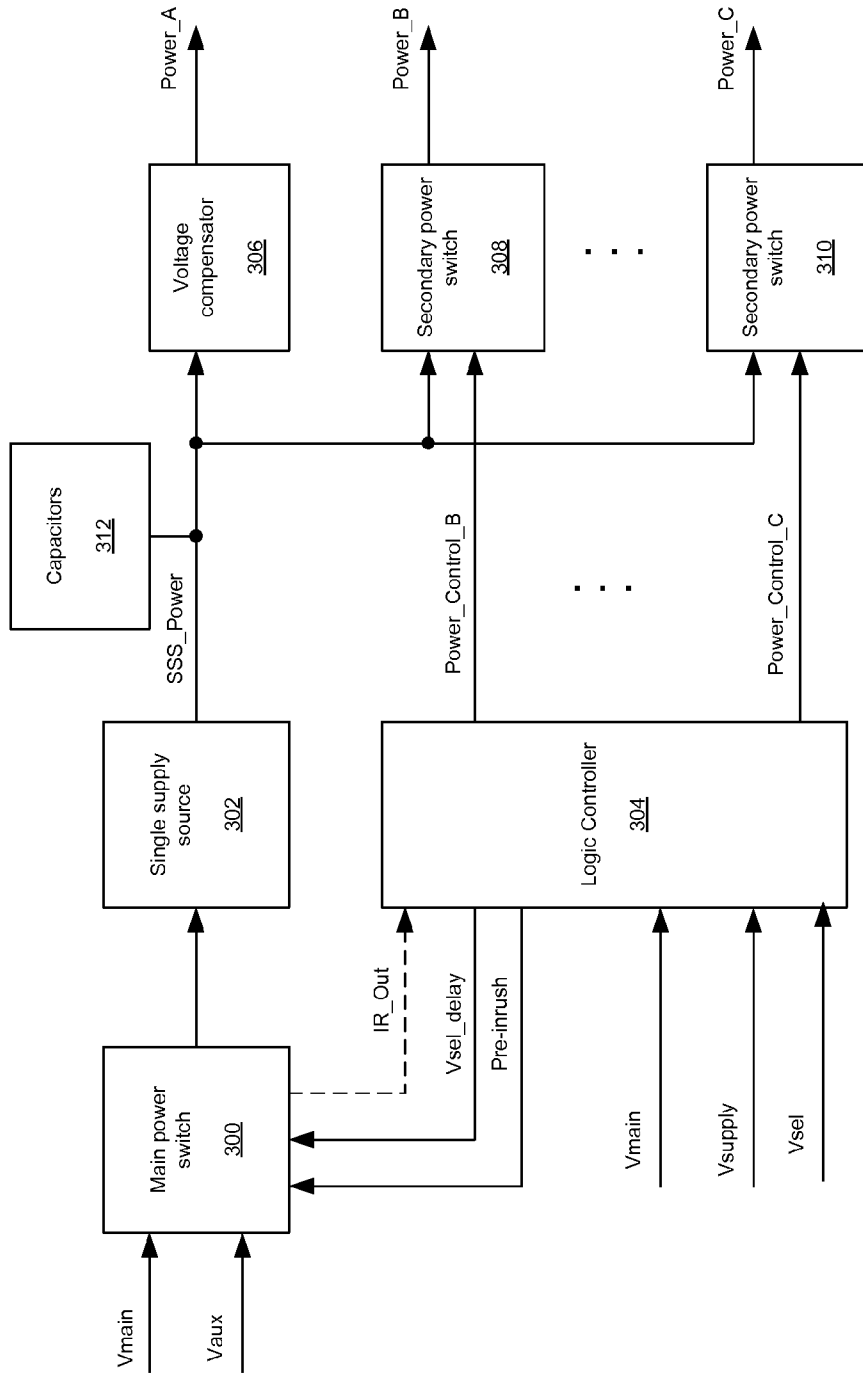 Vmain
Vaux
Main power
switch
300
IR_Out
Vsel_delay
Pre-inrush
Vmain
Vsupply
Vsel
Single supply
source
302
Logic Controller
304
SSS_Power
Capacitors
312
Power_Control_B
. . .
Power_Control_C
Voltage
compensator
306
Secondary power
switch
308
. . .
Secondary power
switch
310
Power_A
Power_B
Power_C